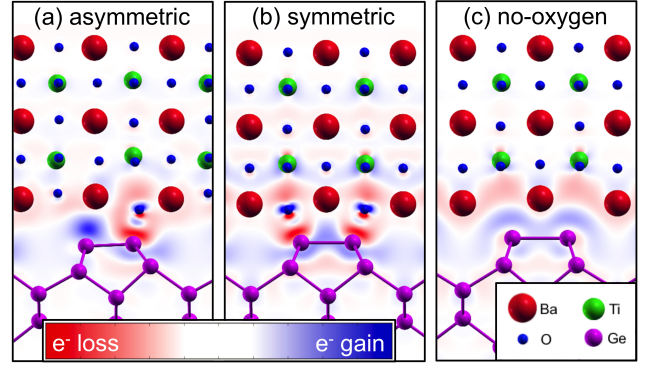 (a) asymmetric
(b) symmetric
(c) no-oxygen
Ba
Ti
O
Ge
e⁻ loss
e⁻ gain